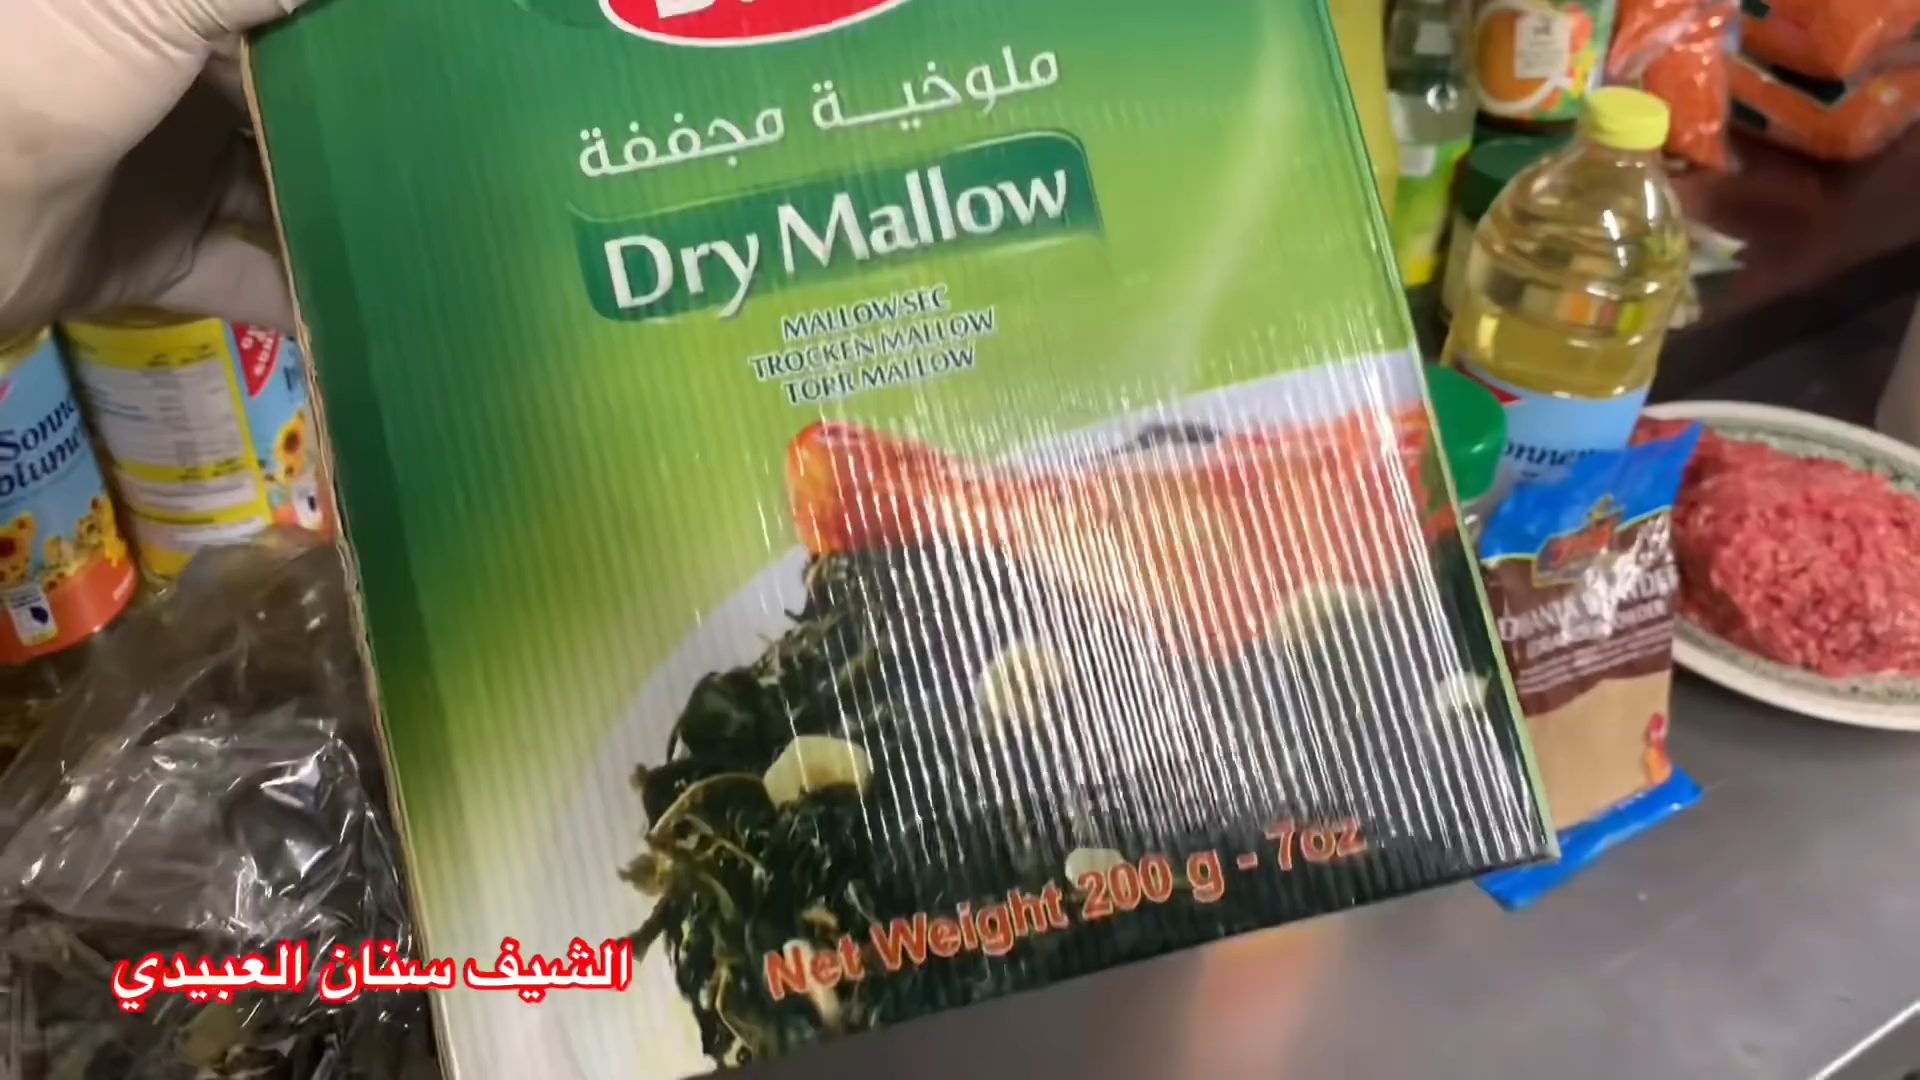 ملوخية مجففة
Dry Mallow
MALLOW SEC
TROCKEN MALLOW
TORR MALLOW
Net Weight 200 g - 7oz
الشيف سنان العبيدي